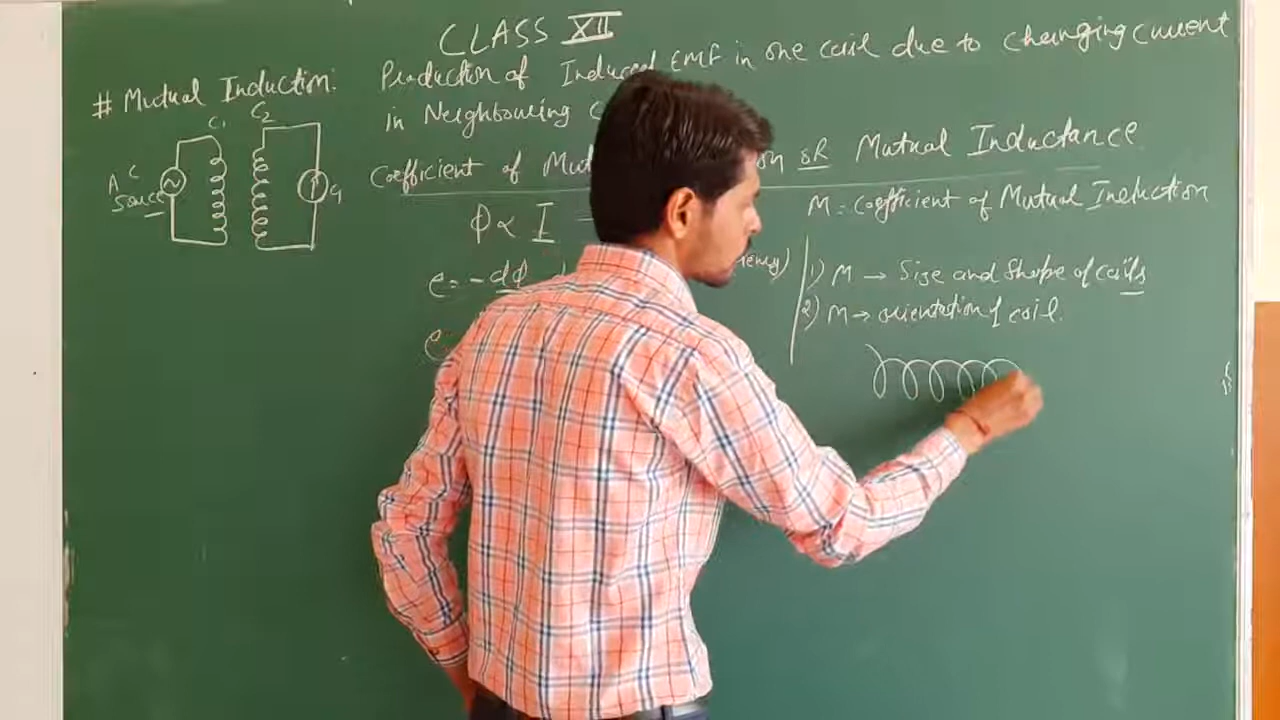 CLASS XII
# Mutual Induction: Production of Induced EMF in one coil due to changing current
in Neighbouring C
Coefficient of Mut on OR Mutual Inductance
C1 C2
AC
Source
G
M = Coefficient of Mutual Induction
ϕ ∝ I
e = - dϕ
1) M → Size and Shape of coils
2) M → orientation of coil.
e